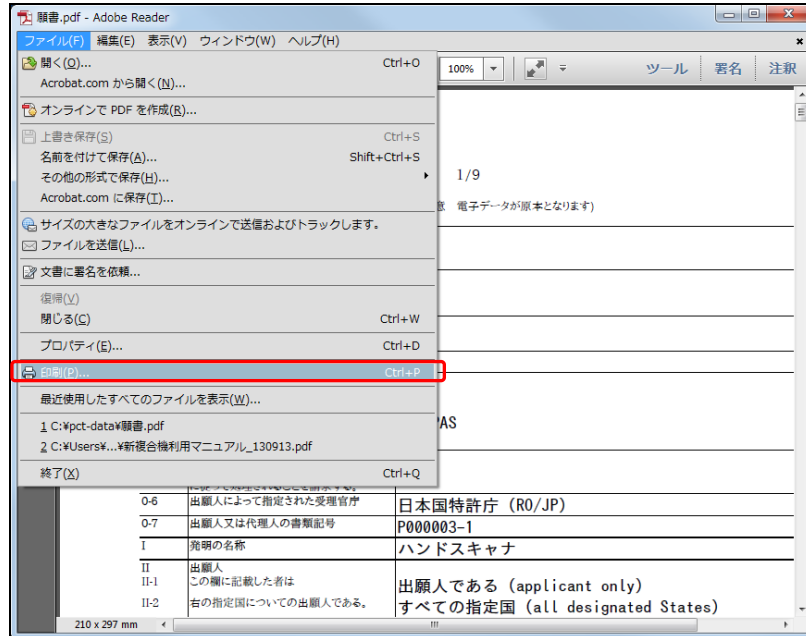 願書.pdf - Adobe Reader
ファイル(F) 編集(E) 表示(V) ウィンドウ(W) ヘルプ(H)
開く(O)... Ctrl+O
Acrobat.com から開く(N)...
オンラインで PDF を作成(R)...
上書き保存(S) Ctrl+S
名前を付けて保存(A)... Shift+Ctrl+S
その他の形式で保存(H)...
Acrobat.com に保存(T)...
サイズの大きなファイルをオンラインで送信およびトラックします。
ファイルを送信(L)...
文書に署名を依頼...
復帰(V)
閉じる(C) Ctrl+W
プロパティ(E)... Ctrl+D
印刷(P)... Ctrl+P
最近使用したすべてのファイルを表示(W)...
1 C:¥pct-data¥願書.pdf
2 C:¥Users¥...¥新複合機利用マニュアル_130913.pdf
終了(X) Ctrl+Q
100% ツール 署名 注釈
1/9
意 電子データが原本となります)
AS
0-6 出願人によって指定された受理官庁 日本国特許庁 (RO/JP)
0-7 出願人又は代理人の書類記号 P000003-1
I 発明の名称 ハンドスキャナ
II 出願人
II-1 この欄に記載した者は 出願人である (applicant only)
II-2 右の指定国についての出願人である。 すべての指定国 (all designated States)
210 x 297 mm